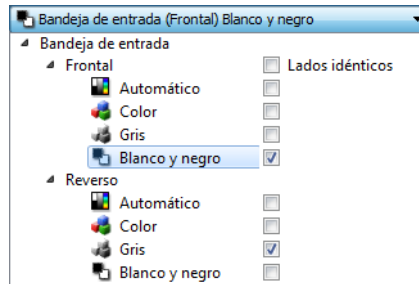 Bandeja de entrada (Frontal) Blanco y negro
Bandeja de entrada
Frontal Lados idénticos
Automático
Color
Gris
Blanco y negro
Reverso
Automático
Color
Gris
Blanco y negro